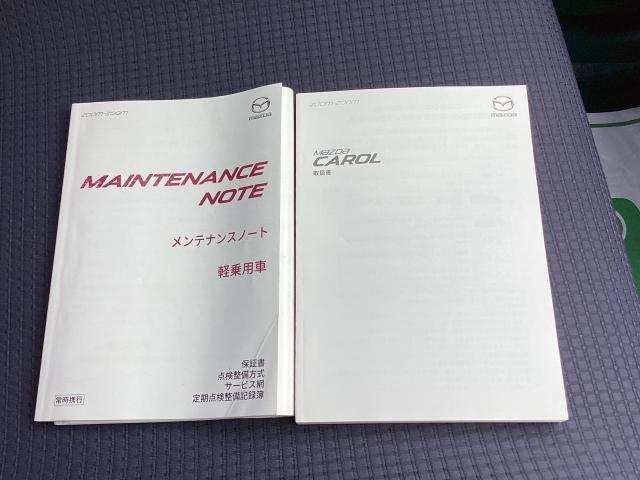 zoom-zoom
mazda
MAINTENANCE
NOTE
メンテナンスノート
軽乗用車
保証書
点検整備方式
サービス網
定期点検整備記録簿
常時携行
zoom-zoom
mazda
mazda
CAROL
取扱書